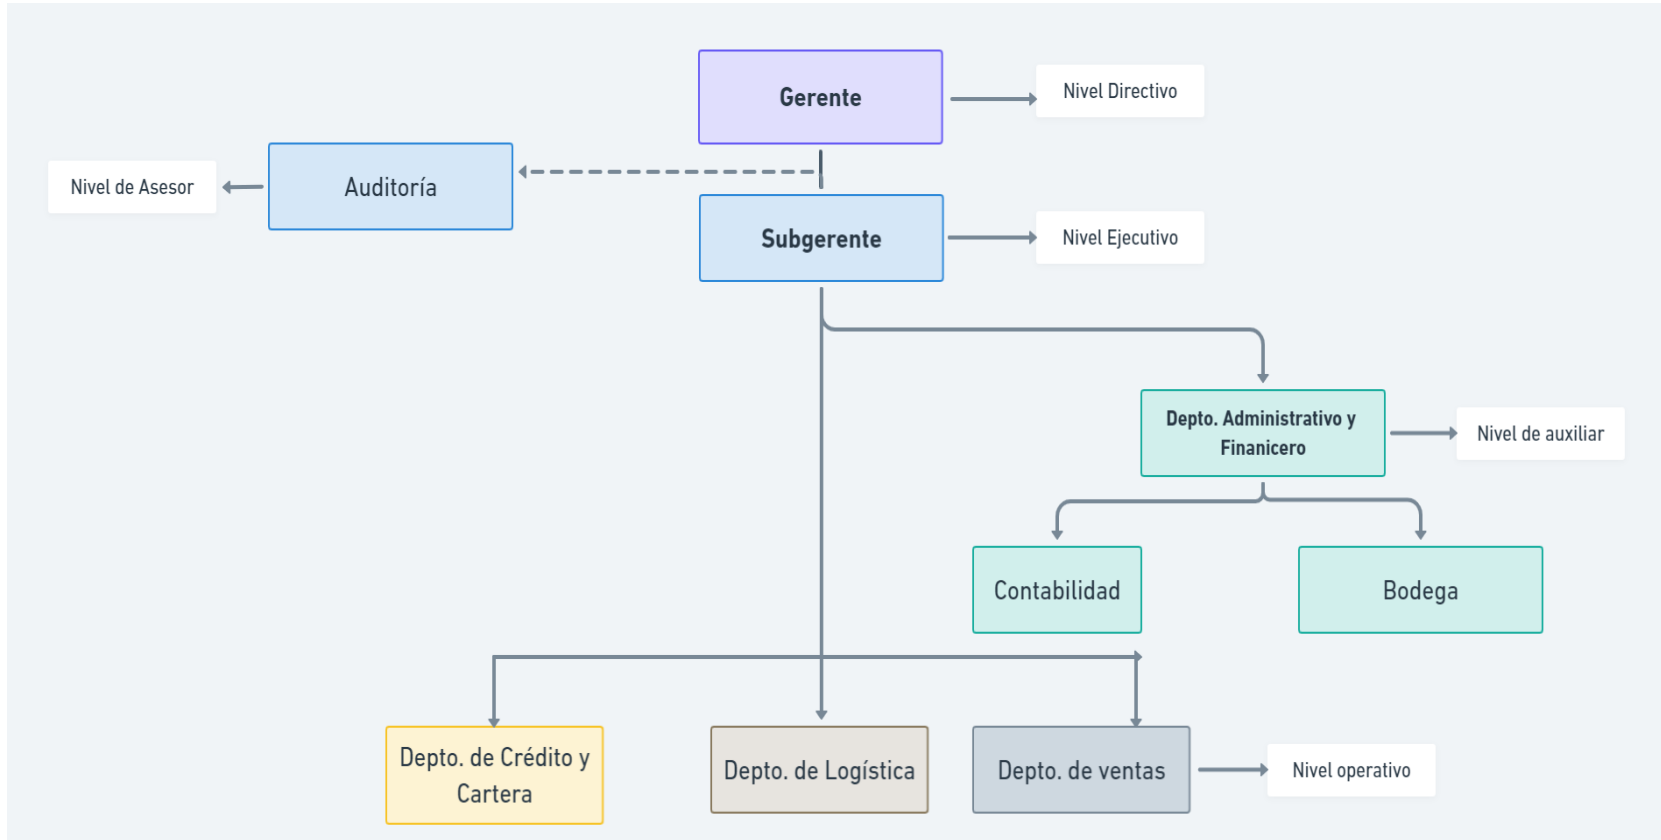 Gerente
Nivel Directivo
Nivel de Asesor
Auditoría
Subgerente
Nivel Ejecutivo
Depto. Administrativo y
Finanicero
Nivel de auxiliar
Contabilidad
Bodega
Depto. de Crédito y
Cartera
Depto. de Logística
Depto. de ventas
Nivel operativo